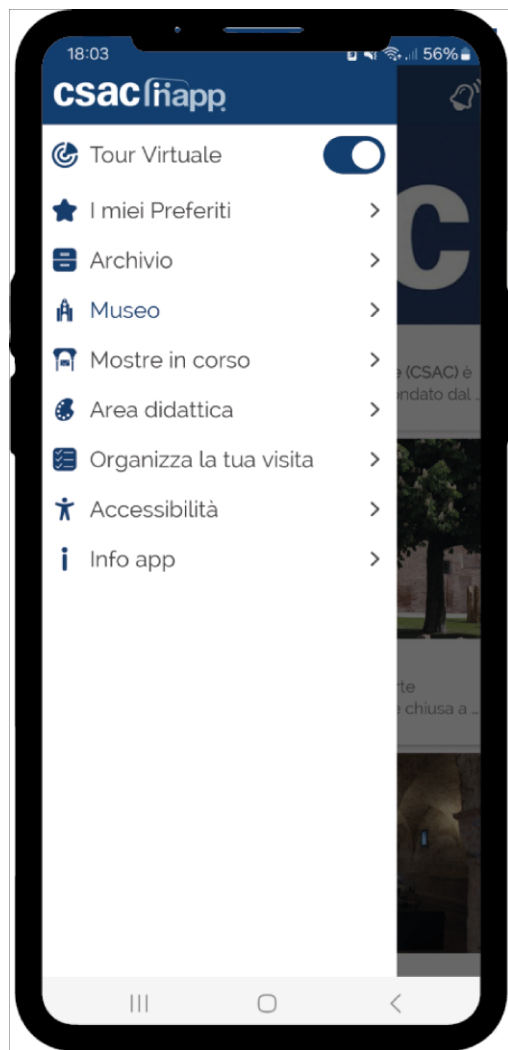 18:03
56%
csac inapp
Tour Virtuale
I miei Preferiti
Archivio
Museo
Mostre in corso
Area didattica
Organizza la tua visita
Accessibilità
Info app
C
(CSAC) è
ndato dal ..
rte
chiusa a ..